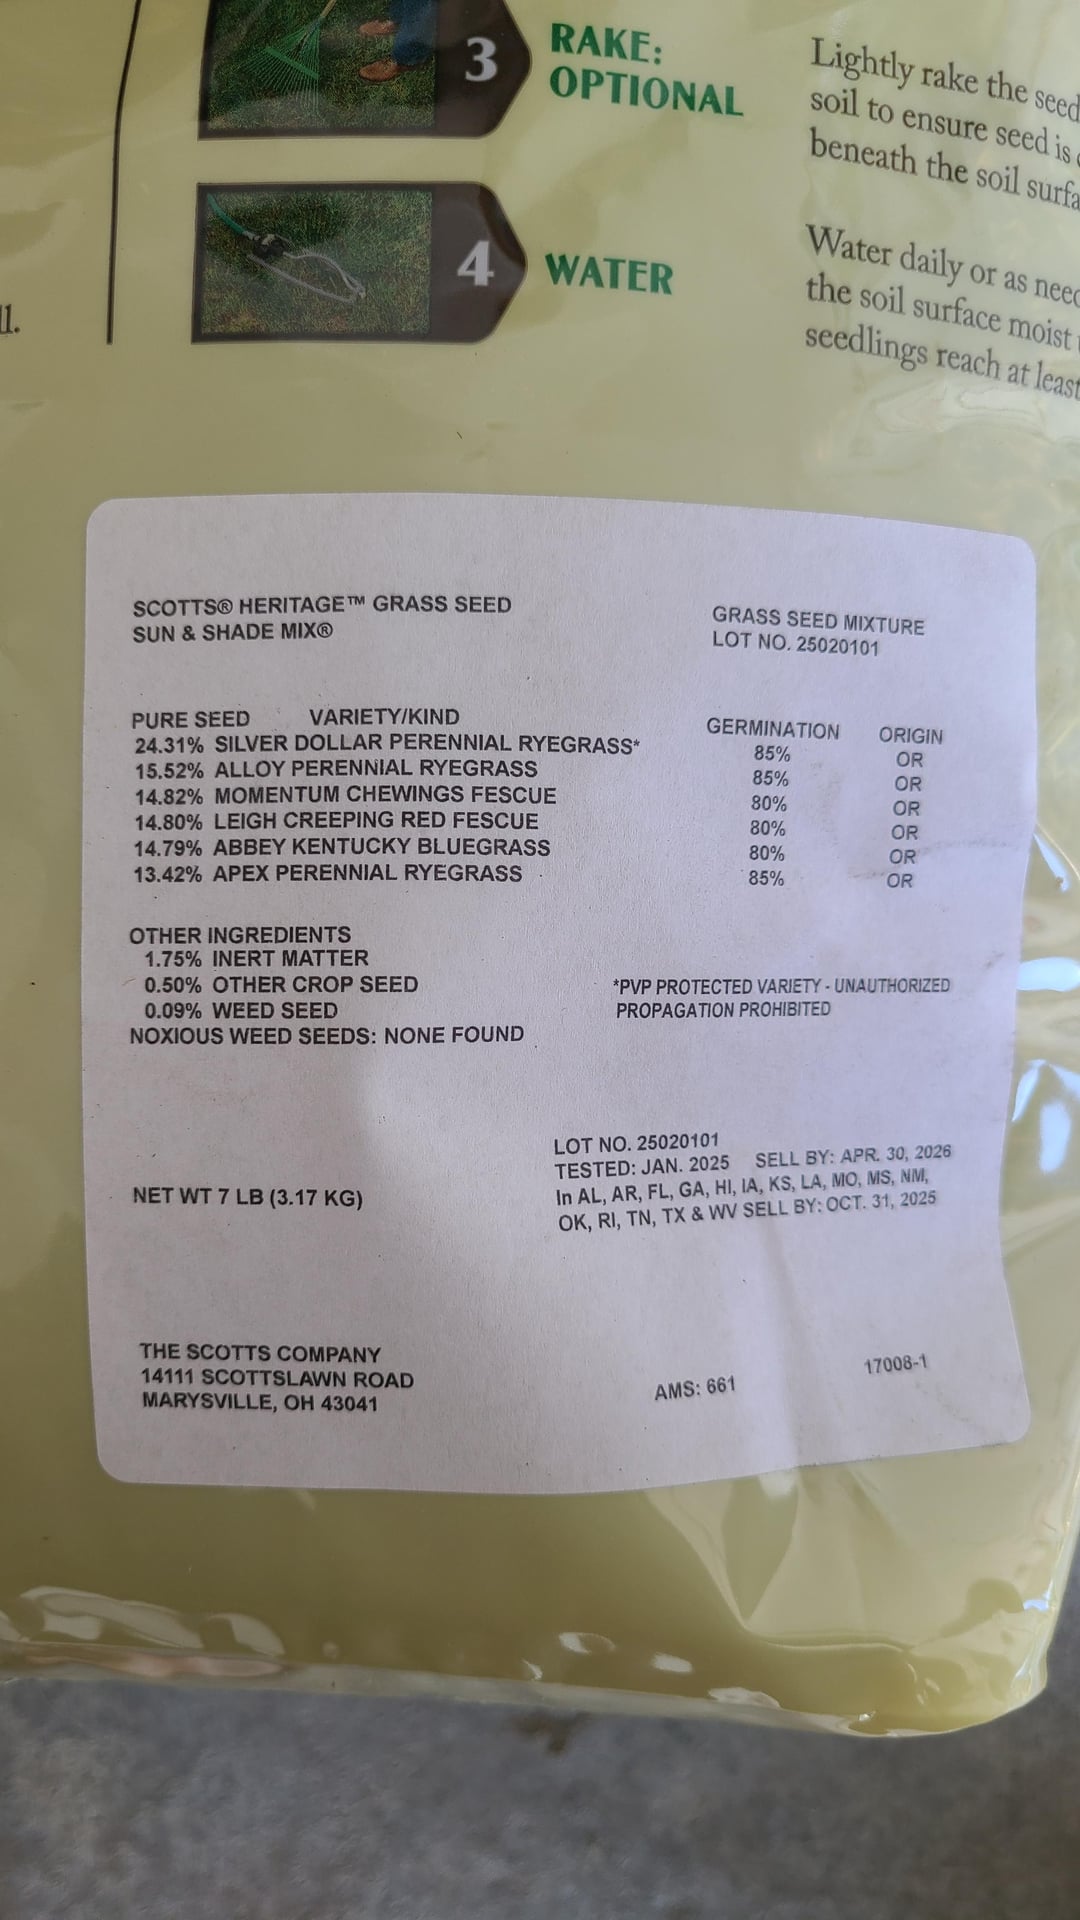 3
RAKE:
OPTIONAL
Lightly rake the seed
soil to ensure seed is
beneath the soil
4
WATER
Water daily or as
the soil surface moist
seedlings reach at least
SCOTTS® HERITAGE™ GRASS SEED
SUN & SHADE MIX®
GRASS SEED MIXTURE
LOT NO. 25020101
PURE SEED VARIETY/KIND GERMINATION ORIGIN
24.31% SILVER DOLLAR PERENNIAL RYEGRASS* 85% OR
15.52% ALLOY PERENNIAL RYEGRASS 85% OR
14.82% MOMENTUM CHEWINGS FESCUE 80% OR
14.80% LEIGH CREEPING RED FESCUE 80% OR
14.79% ABBEY KENTUCKY BLUEGRASS 80% OR
13.42% APEX PERENNIAL RYEGRASS 85% OR
OTHER INGREDIENTS
1.75% INERT MATTER
0.50% OTHER CROP SEED
0.09% WEED SEED
NOXIOUS WEED SEEDS: NONE FOUND
*PVP PROTECTED VARIETY - UNAUTHORIZED
PROPAGATION PROHIBITED
LOT NO. 25020101
TESTED: JAN. 2025 SELL BY: APR. 30, 2026
In AL, AR, FL, GA, HI, IA, KS, LA, MO, MS, NM,
OK, RI, TN, TX & WV SELL BY: OCT. 31, 2025
NET WT 7 LB (3.17 KG)
THE SCOTTS COMPANY
14111 SCOTTSLAWN ROAD
MARYSVILLE, OH 43041
AMS: 661
17008-1